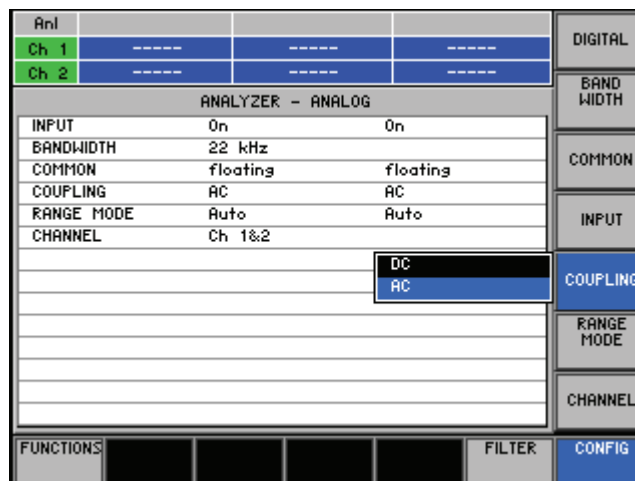 Anl
Ch 1 ----- ----- -----
Ch 2 ----- ----- -----
ANALYZER - ANALOG
INPUT On On
BANDWIDTH 22 kHz
COMMON floating floating
COUPLING AC AC
RANGE MODE Auto Auto
CHANNEL Ch 1&2
DC
AC
DIGITAL
BAND
WIDTH
COMMON
INPUT
COUPLING
RANGE
MODE
CHANNEL
FUNCTIONS FILTER CONFIG